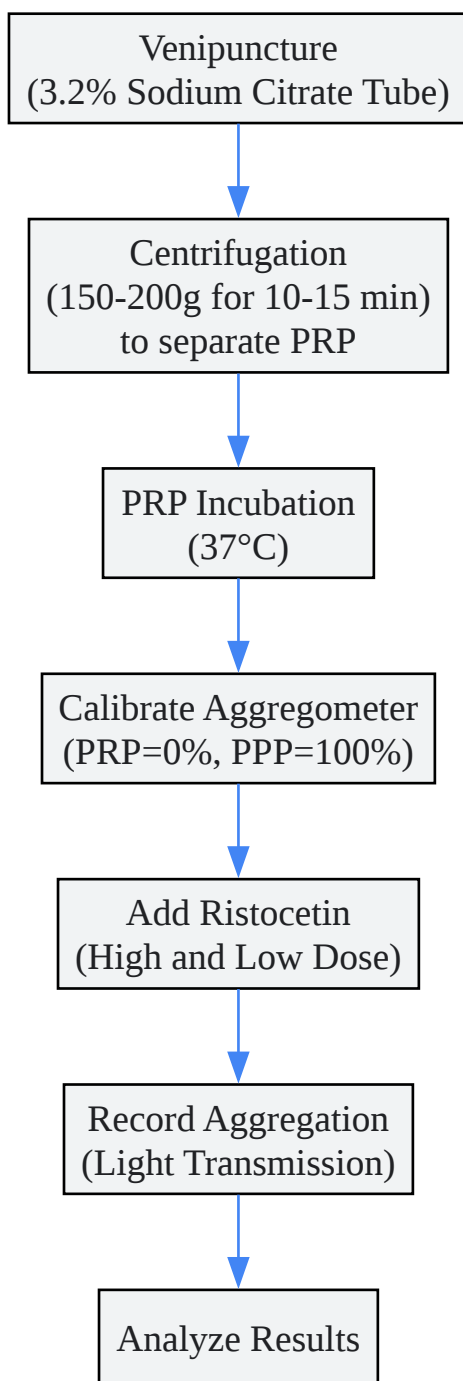 Venipuncture
(3.2% Sodium Citrate Tube)
Centrifugation
(150-200g for 10-15 min)
to separate PRP
PRP Incubation
(37°C)
Calibrate Aggregometer
(PRP=0%, PPP=100%)
Add Ristocetin
(High and Low Dose)
Record Aggregation
(Light Transmission)
Analyze Results